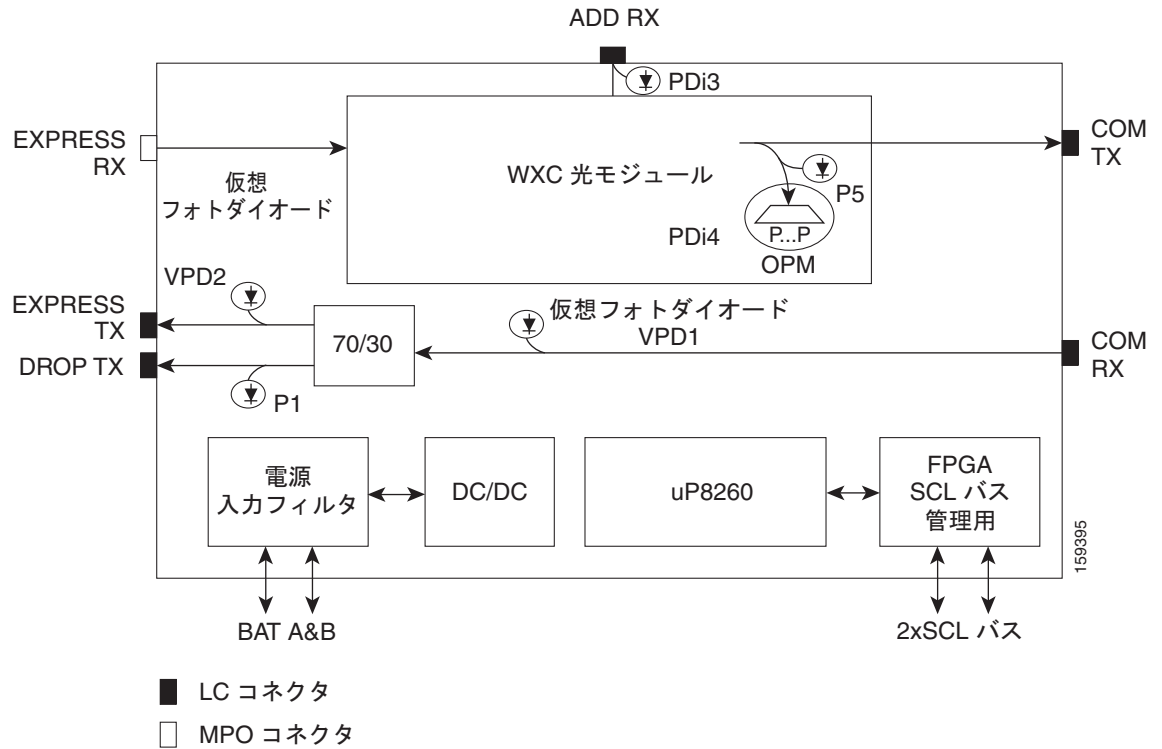 ADD RX
PDi3
EXPRESS
RX
COM
TX
WXC 光モジュール
P5
仮想
フォトダイオード
PDi4
P...P
OPM
VPD2
EXPRESS
TX
70/30
仮想フォトダイオード
VPD1
DROP TX
COM
RX
P1
電源
入力フィルタ
DC/DC
uP8260
FPGA
SCL バス
管理用
159395
BAT A&B
2xSCL バス
LC コネクタ
MPO コネクタ